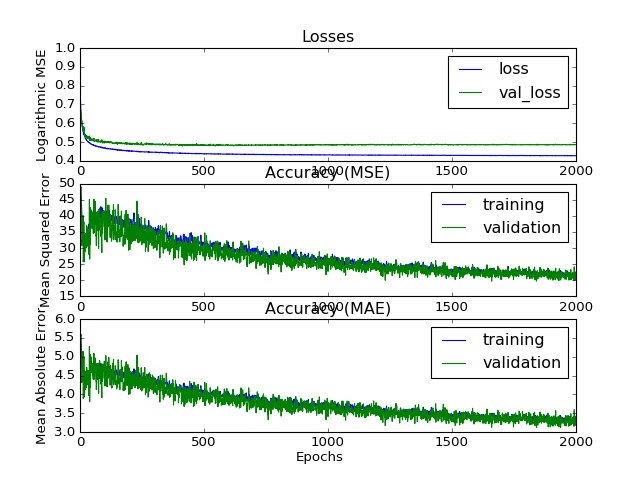 Losses
1.0
0.9
0.8
0.7
0.6
0.5
0.4
Logarithmic MSE
loss
val_loss
0 500 1000 1500 2000
Accuracy (MSE)
50
45
40
35
30
25
20
15
Mean Squared Error
training
validation
0 500 1000 1500 2000
Accuracy (MAE)
6.0
5.5
5.0
4.5
4.0
3.5
3.0
Mean Absolute Error
training
validation
0 500 1000 1500 2000
Epochs